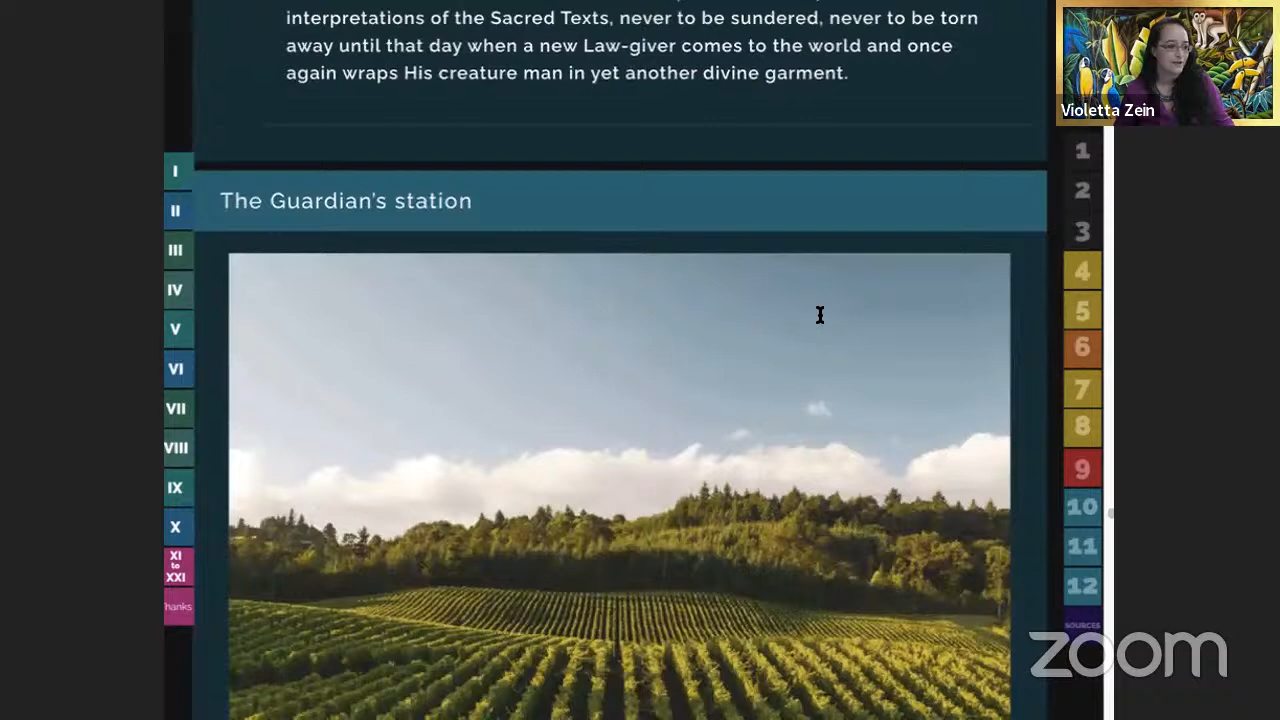 interpretations of the Sacred Texts, never to be sundered, never to be torn
away until that day when a new Law-giver comes to the world and once
again wraps His creature man in yet another divine garment.
Violetta Zein
The Guardian's station
I
II
III
IV
V
VI
VII
VIII
IX
X
XI
to
XXI
Thanks
1
2
3
4
5
6
7
8
9
10
11
12
SOURCES
zoom